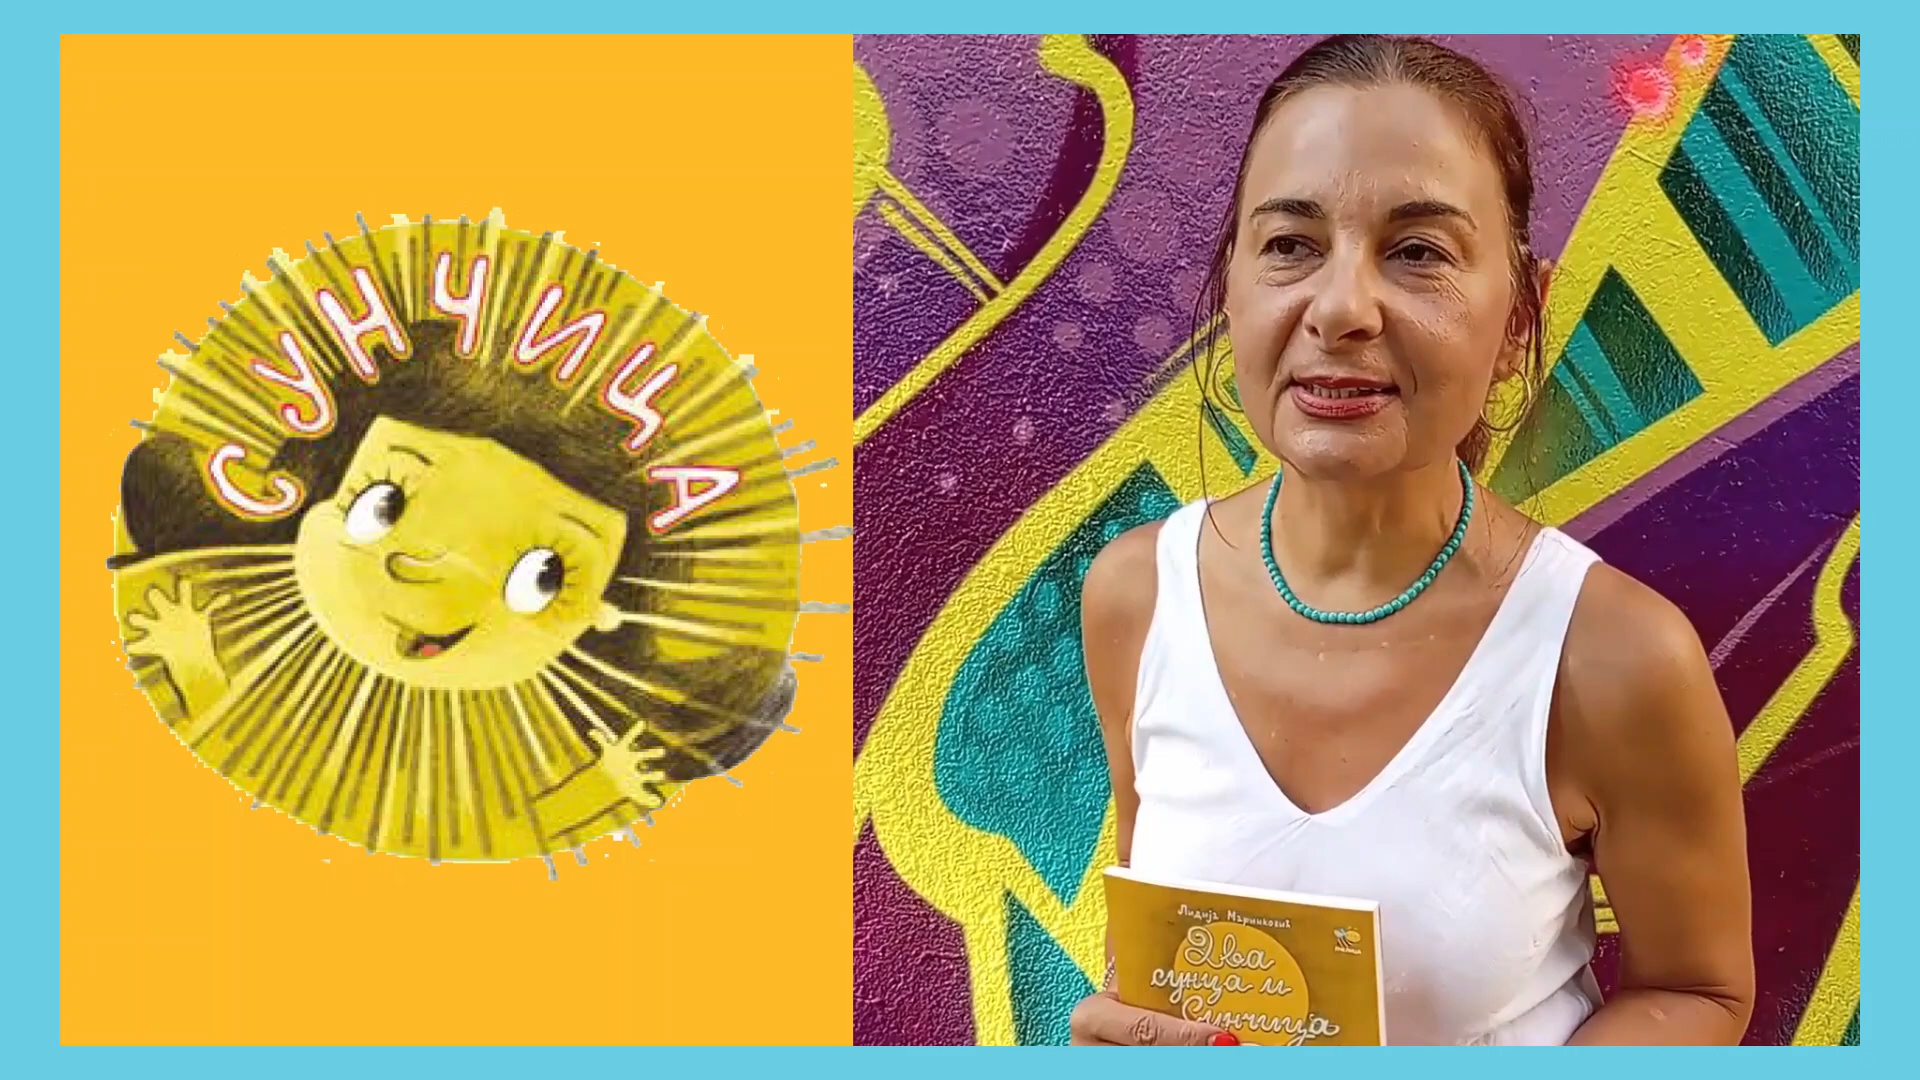 СУНЧИЦА
Лидија Маринковић
Два
сунца и
Сунчица